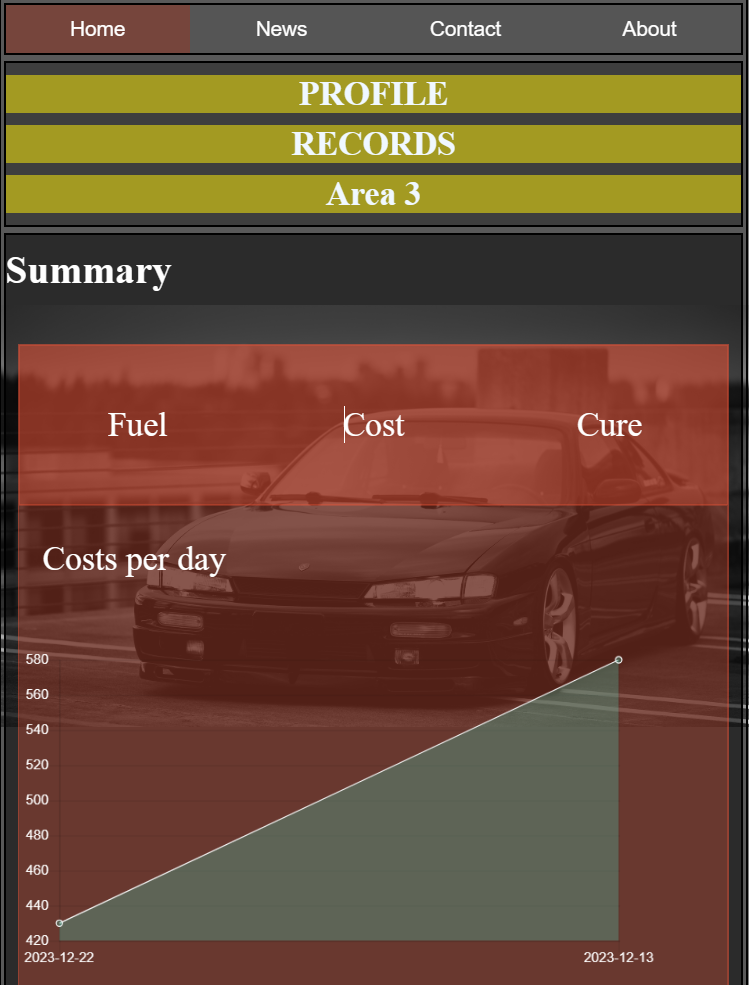 Home News Contact About
PROFILE
RECORDS
Area 3
Summary
Fuel Cost Cure
Costs per day
580
560
540
520
500
480
460
440
420
2023-12-22 2023-12-13